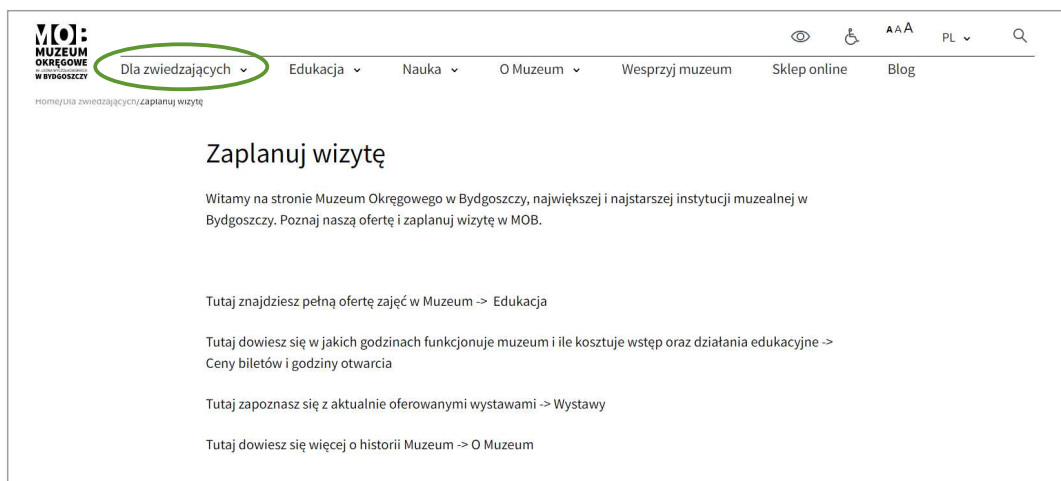 MOB:
MUZEUM
OKRĘGOWE
W BYDGOSZCZY
AAA
PL
Dla zwiedzających
Edukacja
Nauka
O Muzeum
Wesprzyj muzeum
Sklep online
Blog
Home/Dla zwiedzających/Zaplanuj wizytę
Zaplanuj wizytę
Witamy na stronie Muzeum Okręgowego w Bydgoszczy, największej i najstarszej instytucji muzealnej w
Bydgoszczy. Poznaj naszą ofertę i zaplanuj wizytę w MOB.
Tutaj znajdziesz pełną ofertę zajęć w Muzeum -> Edukacja
Tutaj dowiesz się w jakich godzinach funkcjonuje muzeum i ile kosztuje wstęp oraz działania edukacyjne ->
Ceny biletów i godziny otwarcia
Tutaj zapoznasz się z aktualnie oferowanymi wystawami -> Wystawy
Tutaj dowiesz się więcej o historii Muzeum -> O Muzeum